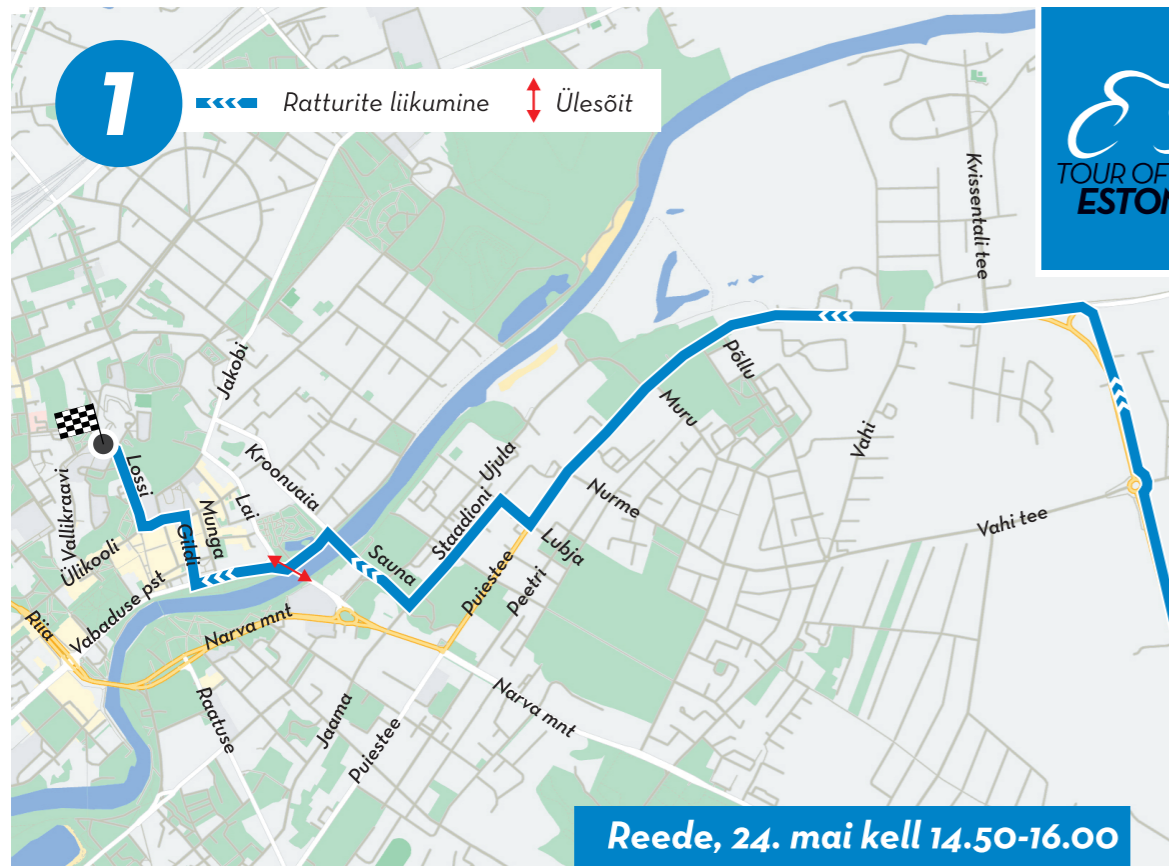 1
Ratturite liikumine
Ülesõit
TOUR OF
ESTON
Kvissentali tee
Jakobi
Põllu
Muru
Vahi
Vallikraavi
Lossi
Kroonuaia
Lai
Munga
Gildi
Ülikooli
Staadioni
Ujula
Nurme
Vahi tee
Lubja
Sauna
Puiestee
Peetri
Vabaduse pst
Riia
Narva mnt
Raatuse
Jaama
Puiestee
Narva mnt
Reede, 24. mai kell 14.50-16.00